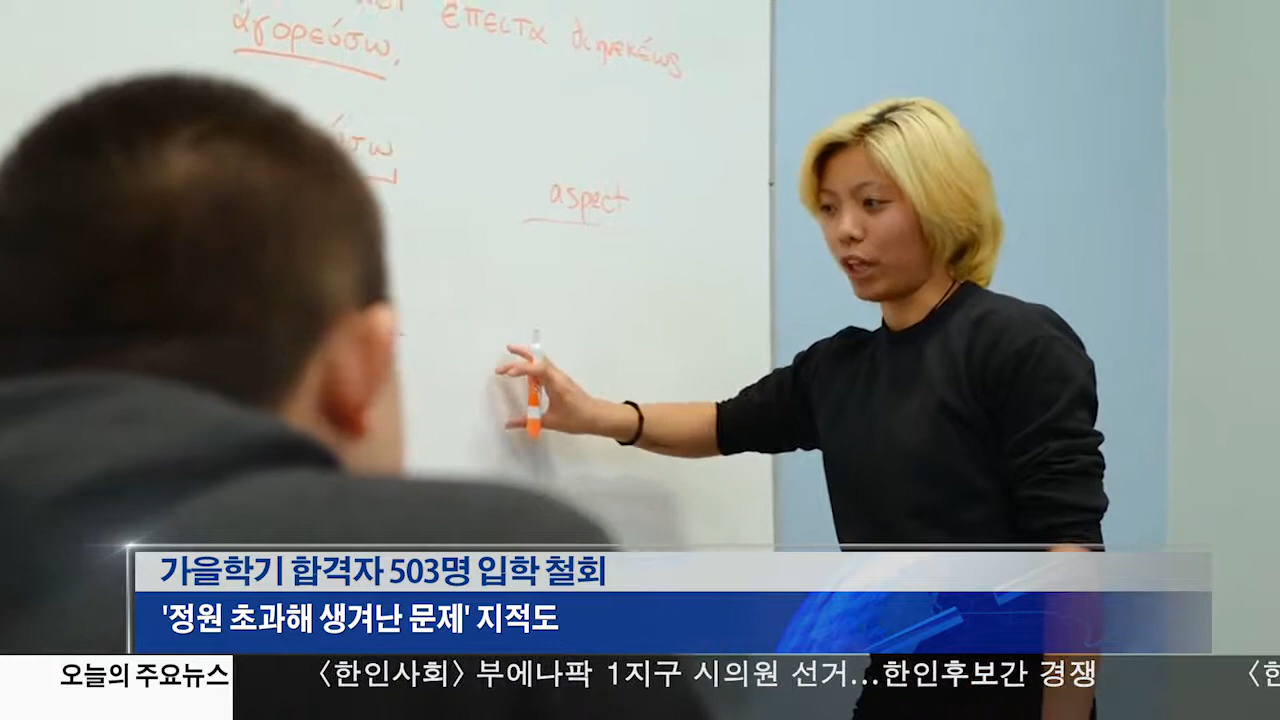 ἔπειτα διηνεκέως
ἀγορεύσω,
σω
aspect
가을학기 합격자 503명 입학 철회
'정원 초과해 생겨난 문제' 지적도
오늘의 주요뉴스
〈한인사회〉 부에나팍 1지구 시의원 선거...한인후보간 경쟁